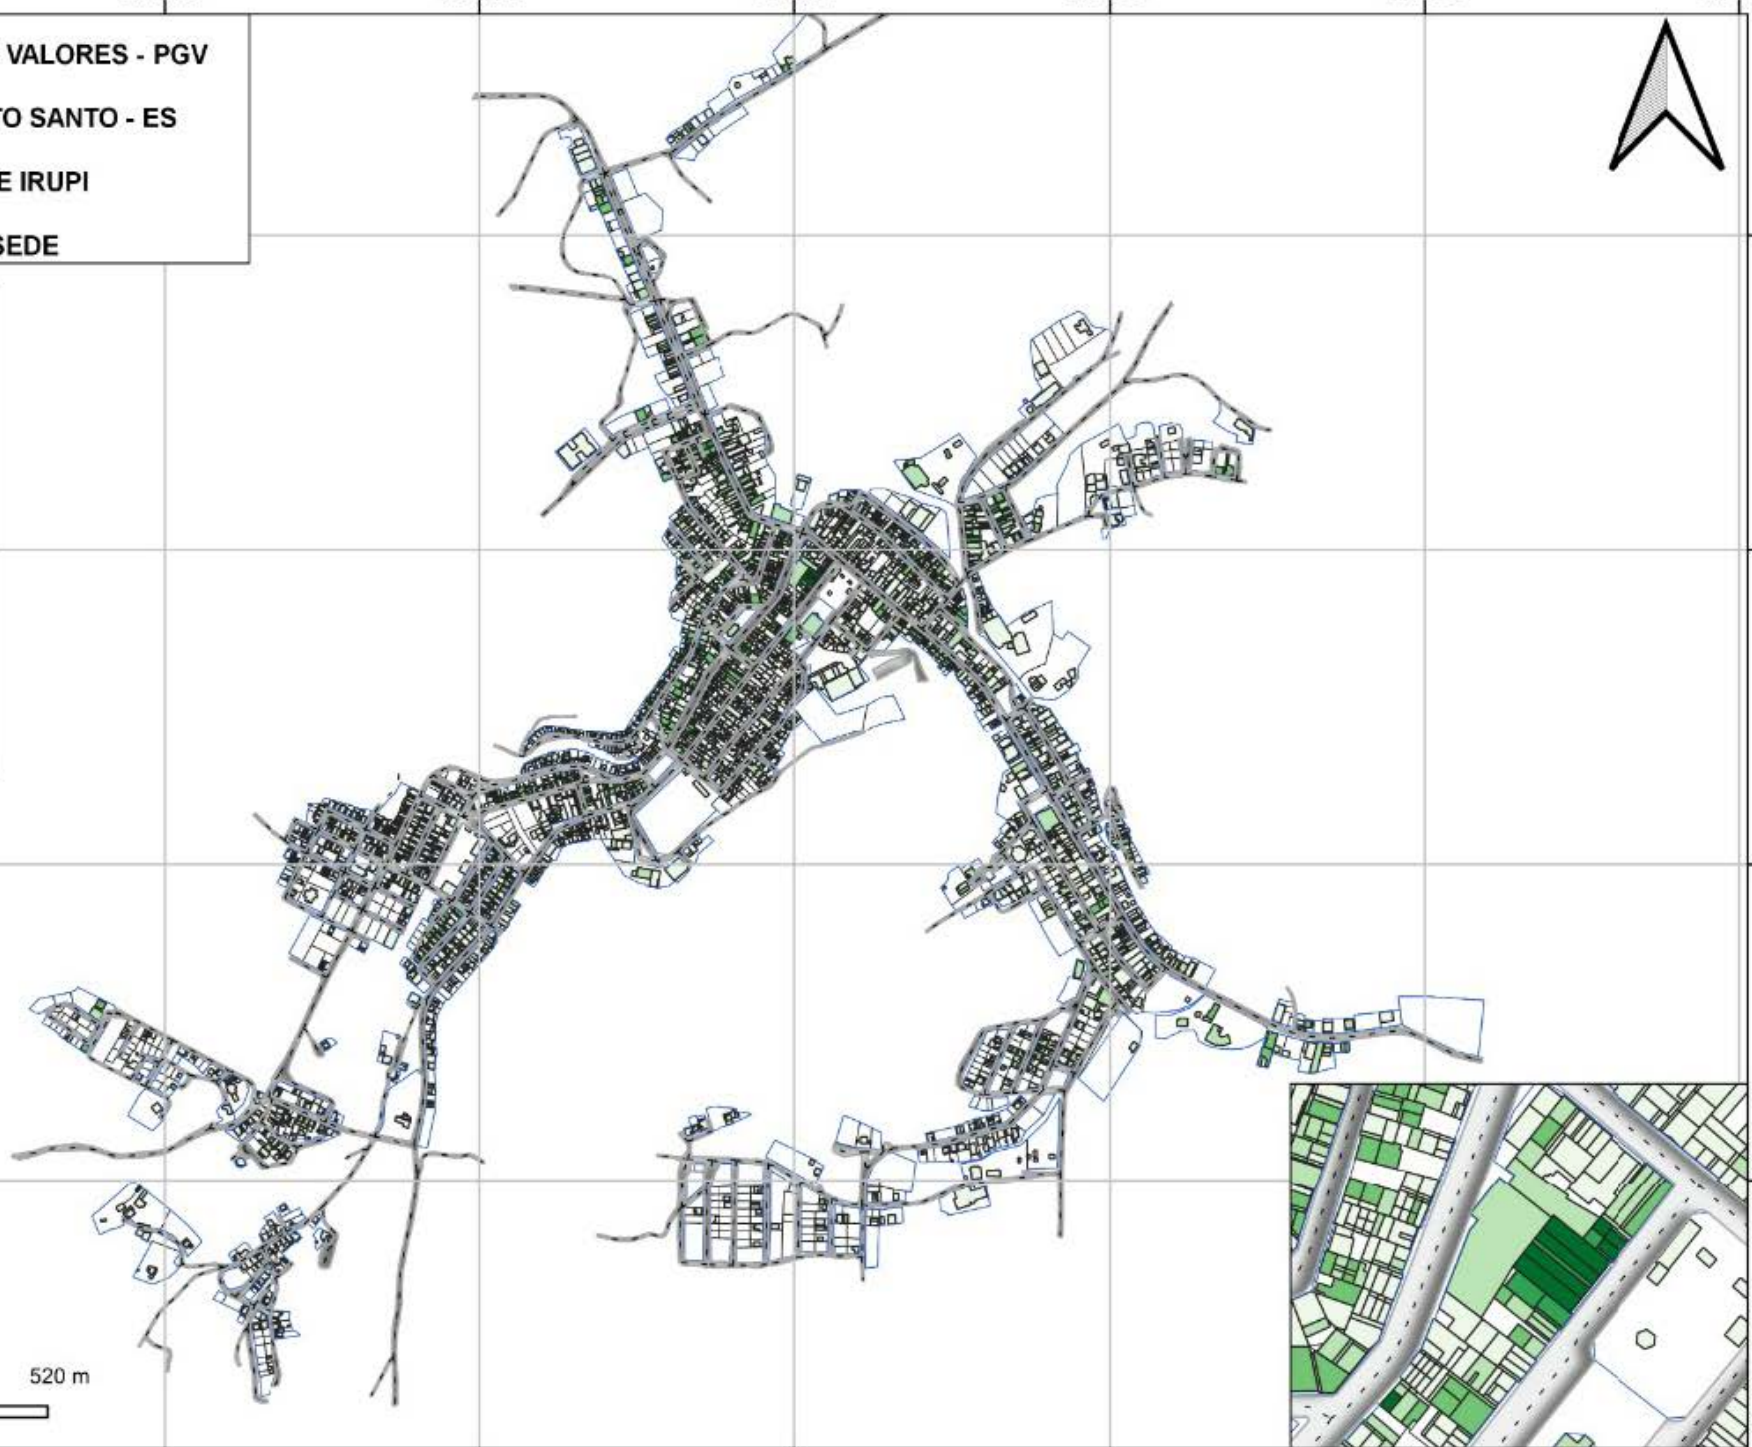 VALORES - PGV
TO SANTO - ES
E IRUPI
SEDE
520 m